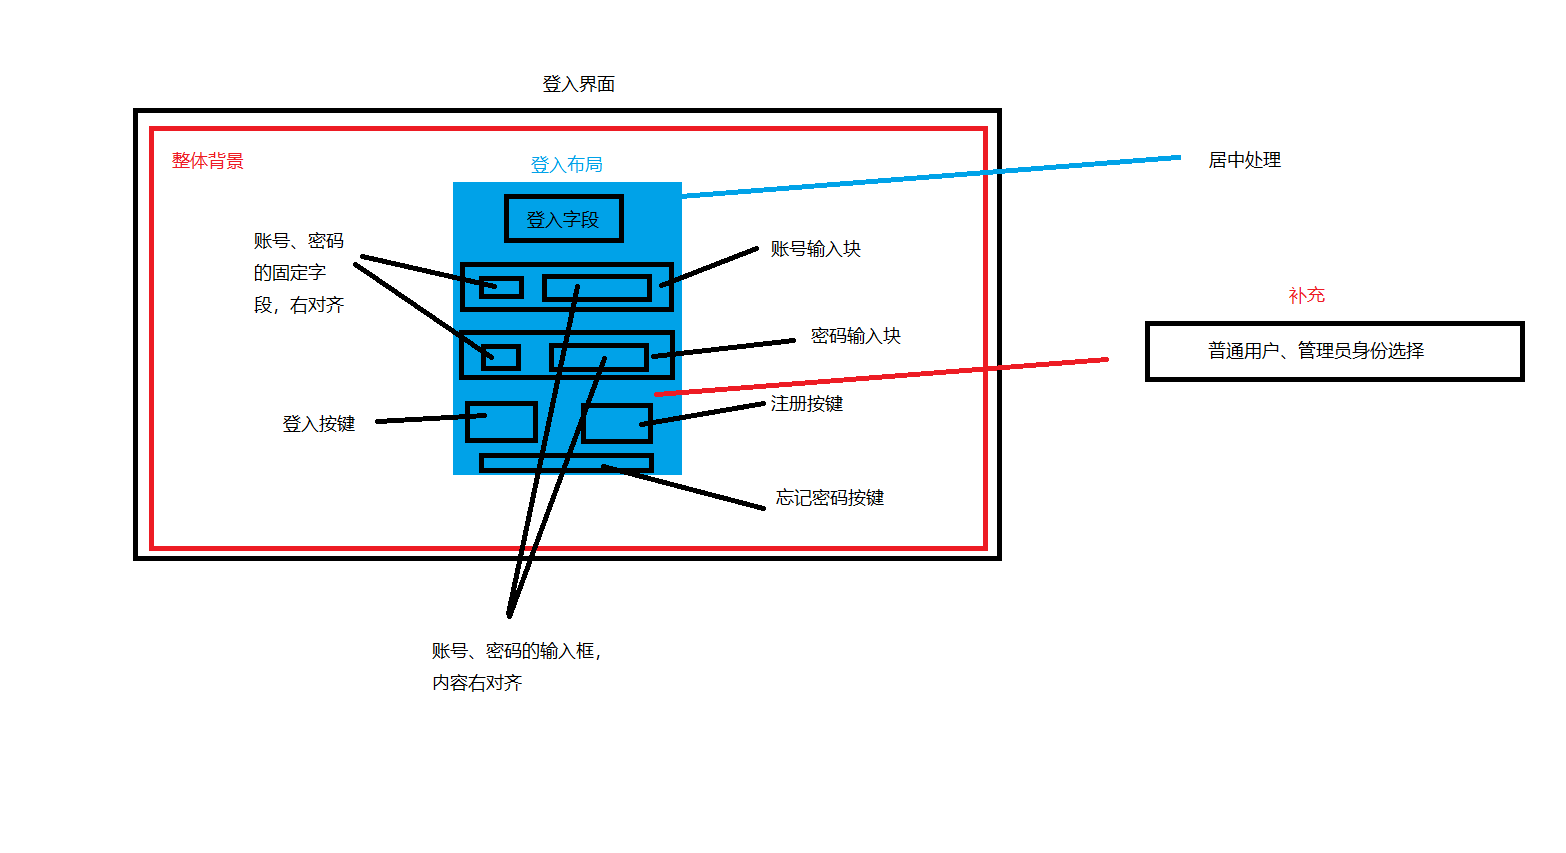 登入界面
整体背景
登入布局
居中处理
登入字段
账号、密码
的固定字
段，右对齐
账号输入块
补充
密码输入块
普通用户、管理员身份选择
登入按键
注册按键
忘记密码按键
账号、密码的输入框，
内容右对齐